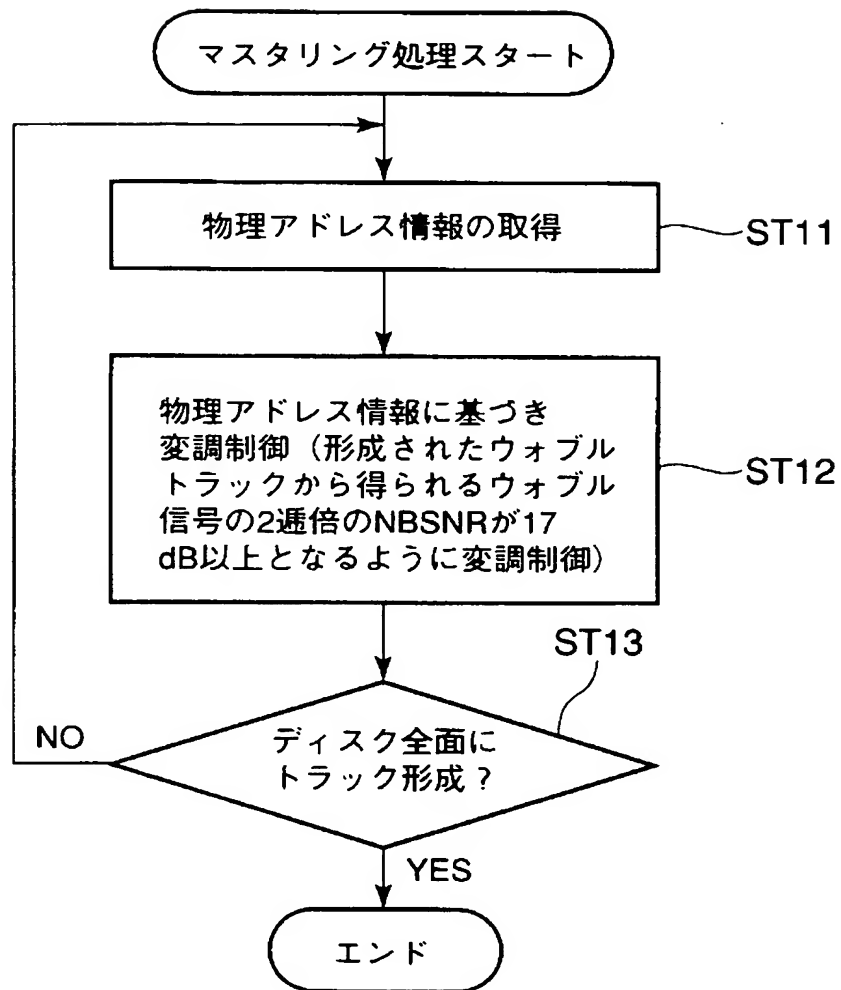 マスタリング処理スタート
物理アドレス情報の取得
ST11
物理アドレス情報に基づき
変調制御（形成されたウォブル
トラックから得られるウォブル
信号の2逓倍のNBSNRが17
dB以上となるように変調制御）
ST12
ST13
ディスク全面に
トラック形成？
NO
YES
エンド